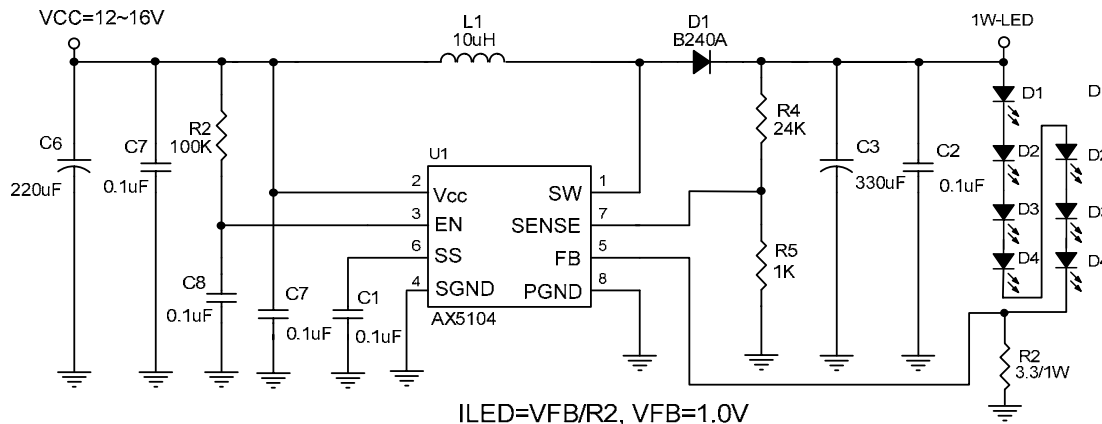 VCC=12~16V
L1
10uH
D1
B240A
1W-LED
R2
100K
R4
24K
D1
D
C6
220uF
C7
0.1uF
U1
D2
D2
C3
330uF
C2
0.1uF
2
Vcc
SW
1
3
EN
SENSE
7
D3
D3
6
SS
FB
5
R5
1K
D4
D4
4
SGND
PGND
8
C8
0.1uF
C7
0.1uF
C1
0.1uF
AX5104
R2
3.3/1W
ILED=VFB/R2, VFB=1.0V